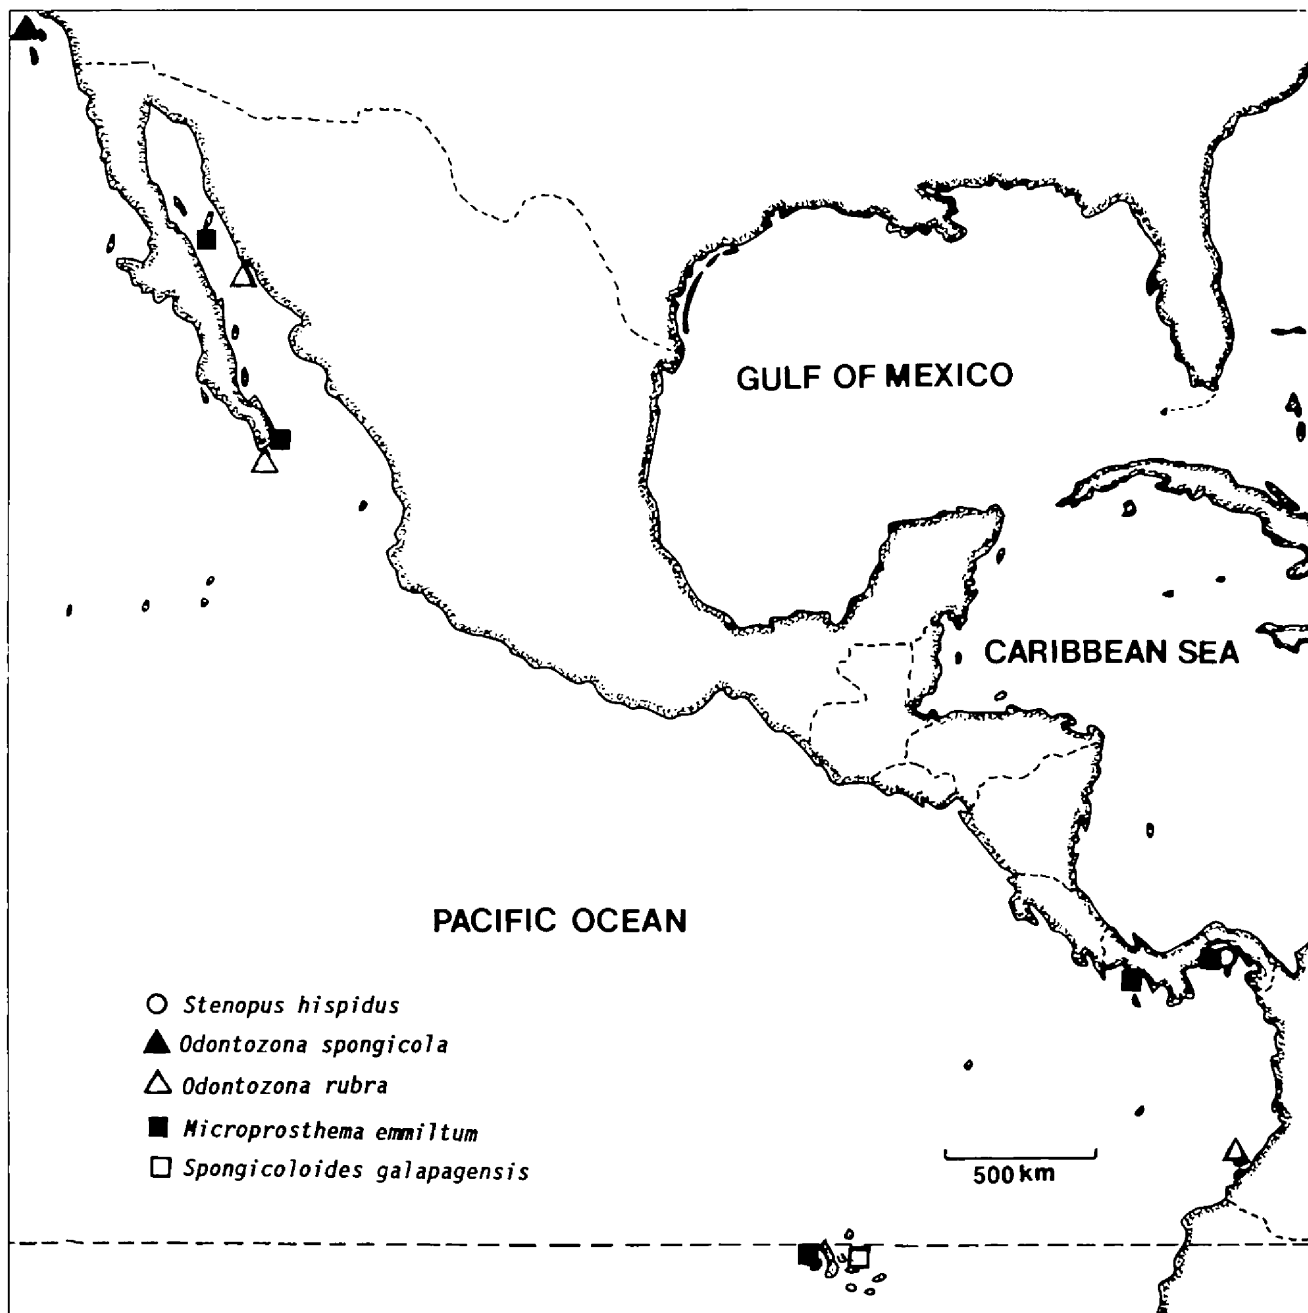 GULF OF MEXICO
CARIBBEAN SEA
PACIFIC OCEAN
Stenopus hispidus
Odontozona spongicola
Odontozona rubra
Microprosthema emmiltum
Spongicoloides galapagensis
500 km